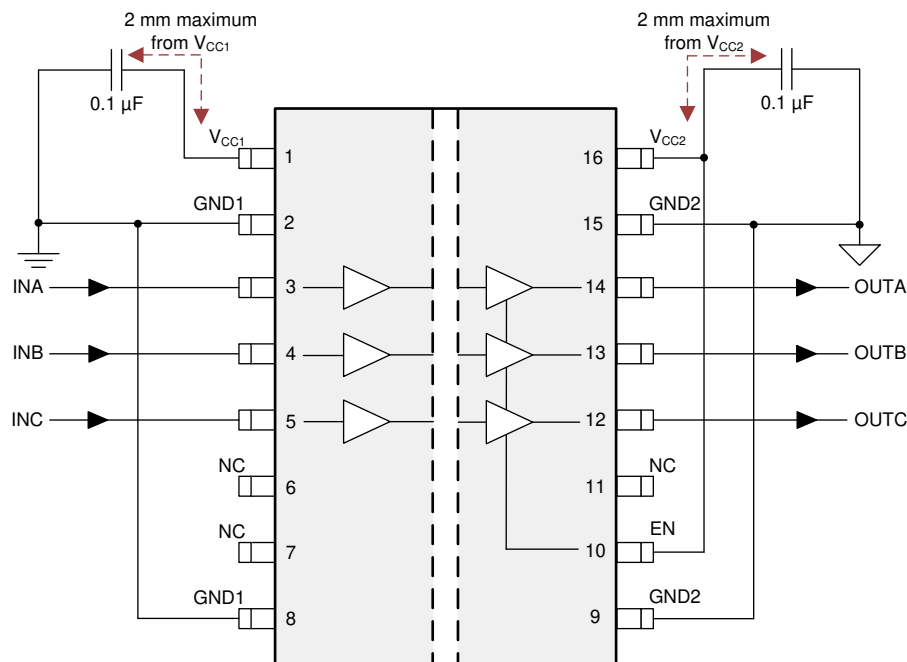 2 mm maximum
from VCC1
2 mm maximum
from VCC2
0.1 µF
0.1 µF
VCC1
1
16
VCC2
GND1
2
15
GND2
INA
3
14
OUTA
INB
4
13
OUTB
INC
5
12
OUTC
NC
6
11
NC
NC
7
10
EN
GND1
8
9
GND2